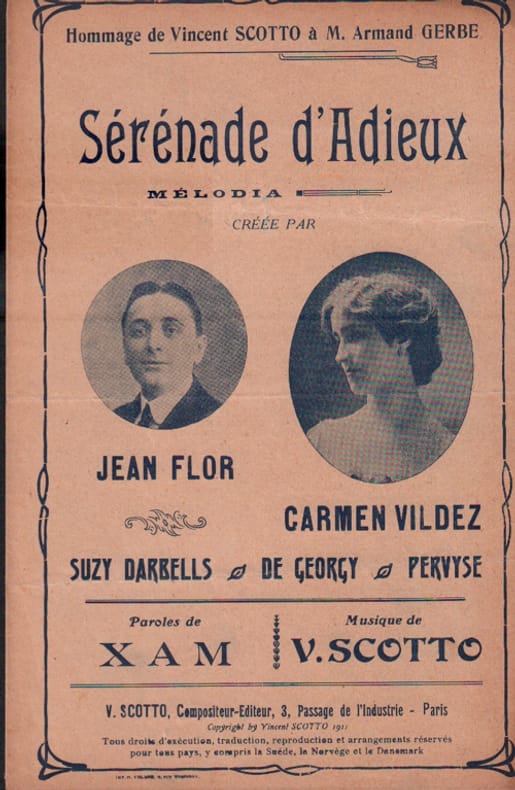 Hommage de Vincent SCOTTO à M. Armand GERBE
Sérénade d'Adieux
MÉLODIA
CRÉÉE PAR
JEAN FLOR
CARMEN VILDEZ
SUZY DARBELLS DE GEORGY PERVYSE
Paroles de
XAM
Musique de
V. SCOTTO
V. SCOTTO, Compositeur-Editeur, 3, Passage de l'Industrie - Paris
Copyright by Vincent SCOTTO 1911
Tous droits d'exécution, traduction, reproduction et arrangements réservés
pour tous pays, y compris la Suède, la Norvège et le Danemark